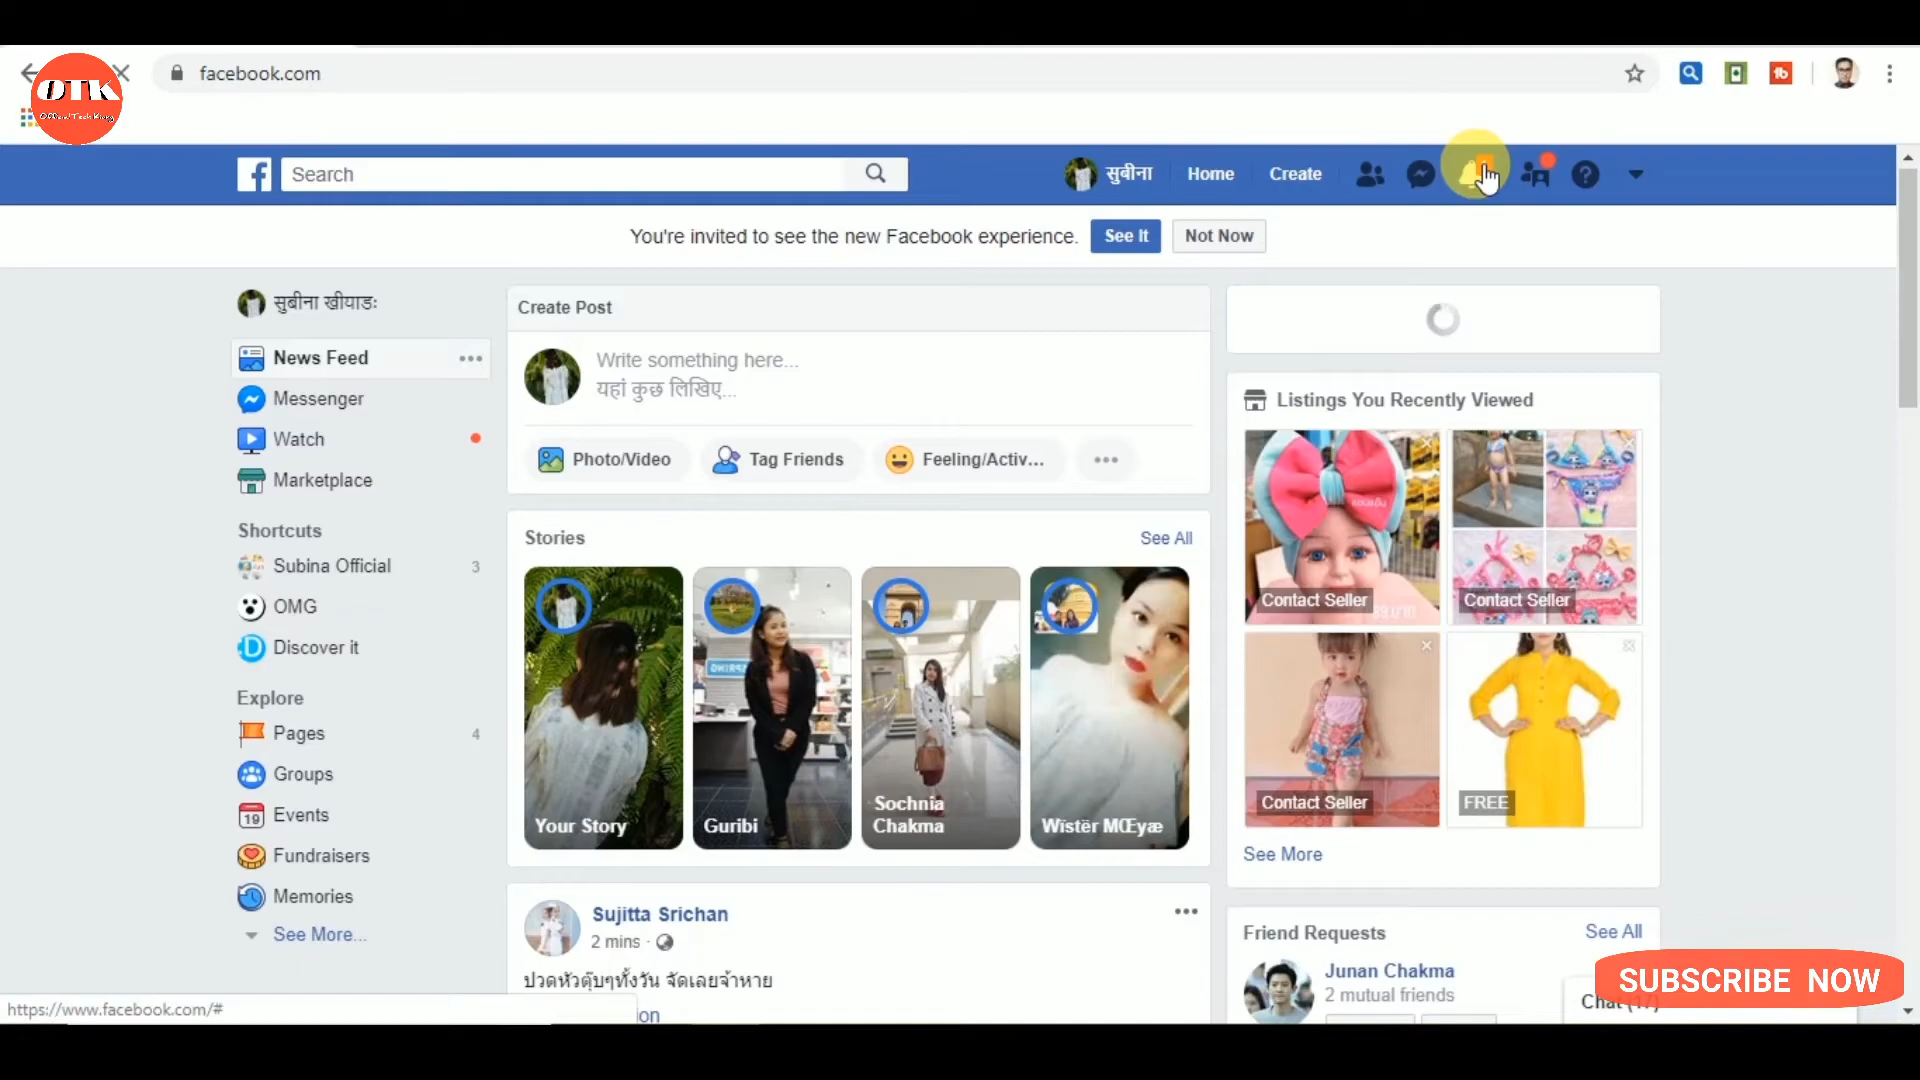 facebook.com
OTK
Search
सुबीना
Home
Create
You're invited to see the new Facebook experience.
See It
Not Now
सुबीना खीयाडः
News Feed
Messenger
Watch
Marketplace
Shortcuts
Subina Official
3
OMG
Discover it
Explore
Pages
4
Groups
19
Events
Fundraisers
Memories
See More...
Create Post
Write something here...
यहां कुछ लिखिए...
Photo/Video
Tag Friends
Feeling/Activ...
Stories
See All
Your Story
Guribi
Sochnia
Chakma
Wïstër MŒyæ
Sujitta Srichan
2 mins
ปวดหัวตุ๊บๆทั้งวัน จัดเลยจ้าหาย
Listings You Recently Viewed
Contact Seller
Contact Seller
Contact Seller
FREE
See More
Friend Requests
See All
Junan Chakma
2 mutual friends
SUBSCRIBE NOW
https://www.facebook.com/#